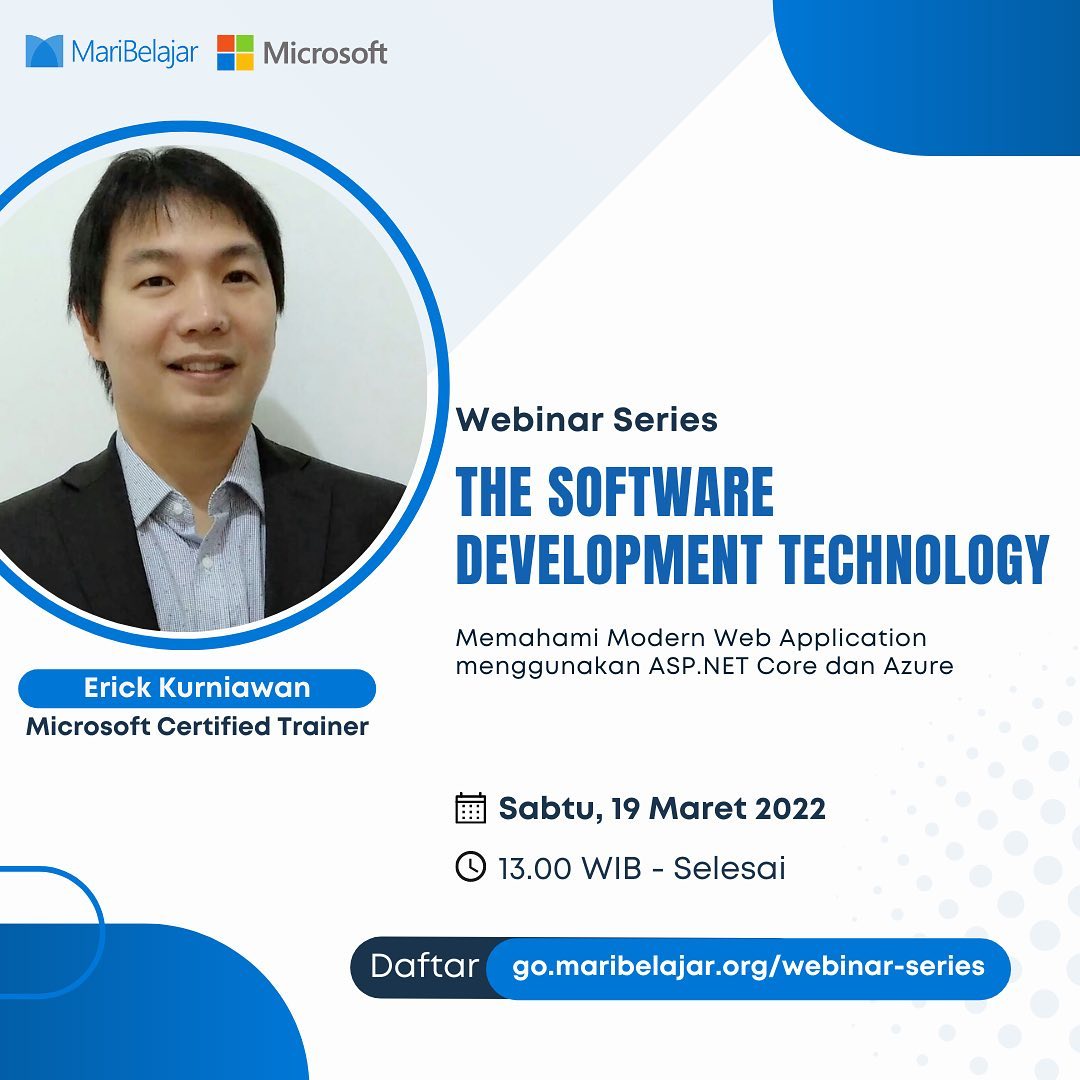 MariBelajar Microsoft
Webinar Series
THE SOFTWARE
DEVELOPMENT TECHNOLOGY
Memahami Modern Web Application
menggunakan ASP.NET Core dan Azure
Erick Kurniawan
Microsoft Certified Trainer
Sabtu, 19 Maret 2022
13.00 WIB - Selesai
Daftar go.maribelajar.org/webinar-series